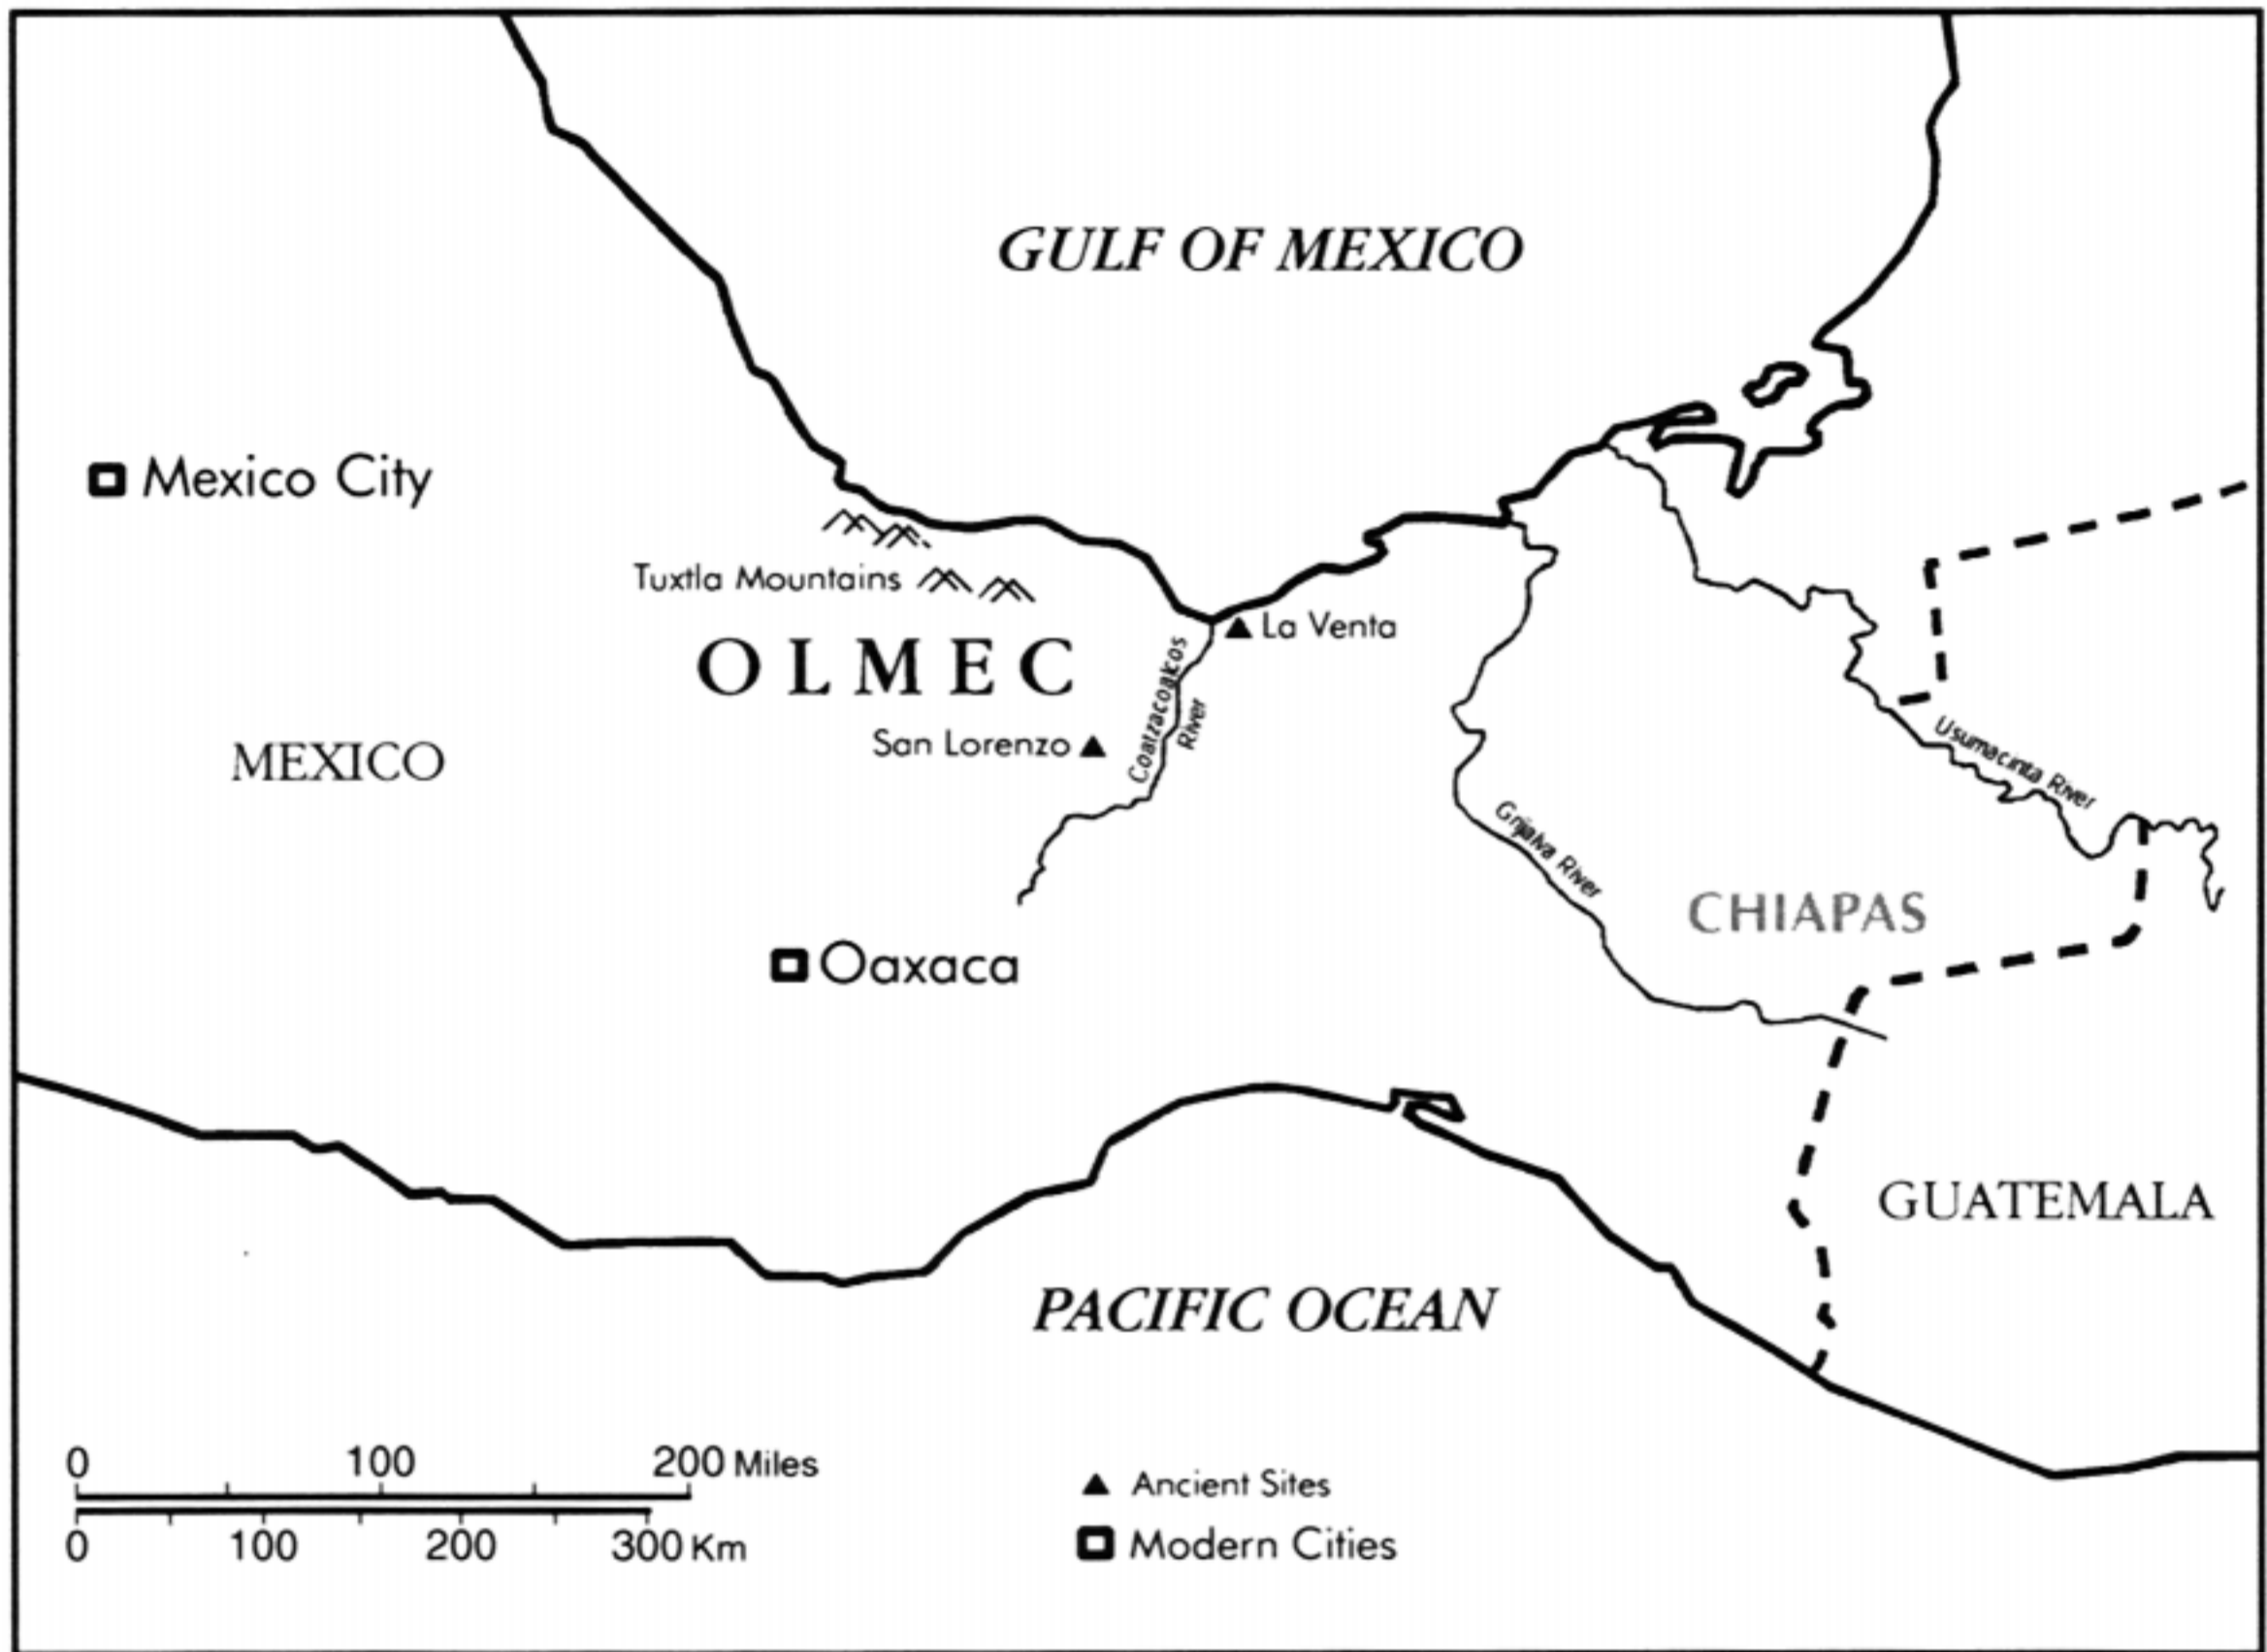 GULF OF MEXICO
Mexico City
Tuxtla Mountains
La Venta
OLMEC
Coatzacoalcos
River
San Lorenzo
MEXICO
Usumacinta River
Grijalva River
CHIAPAS
Oaxaca
GUATEMALA
PACIFIC OCEAN
0 100 200 Miles
0 100 200 300 Km
Ancient Sites
Modern Cities